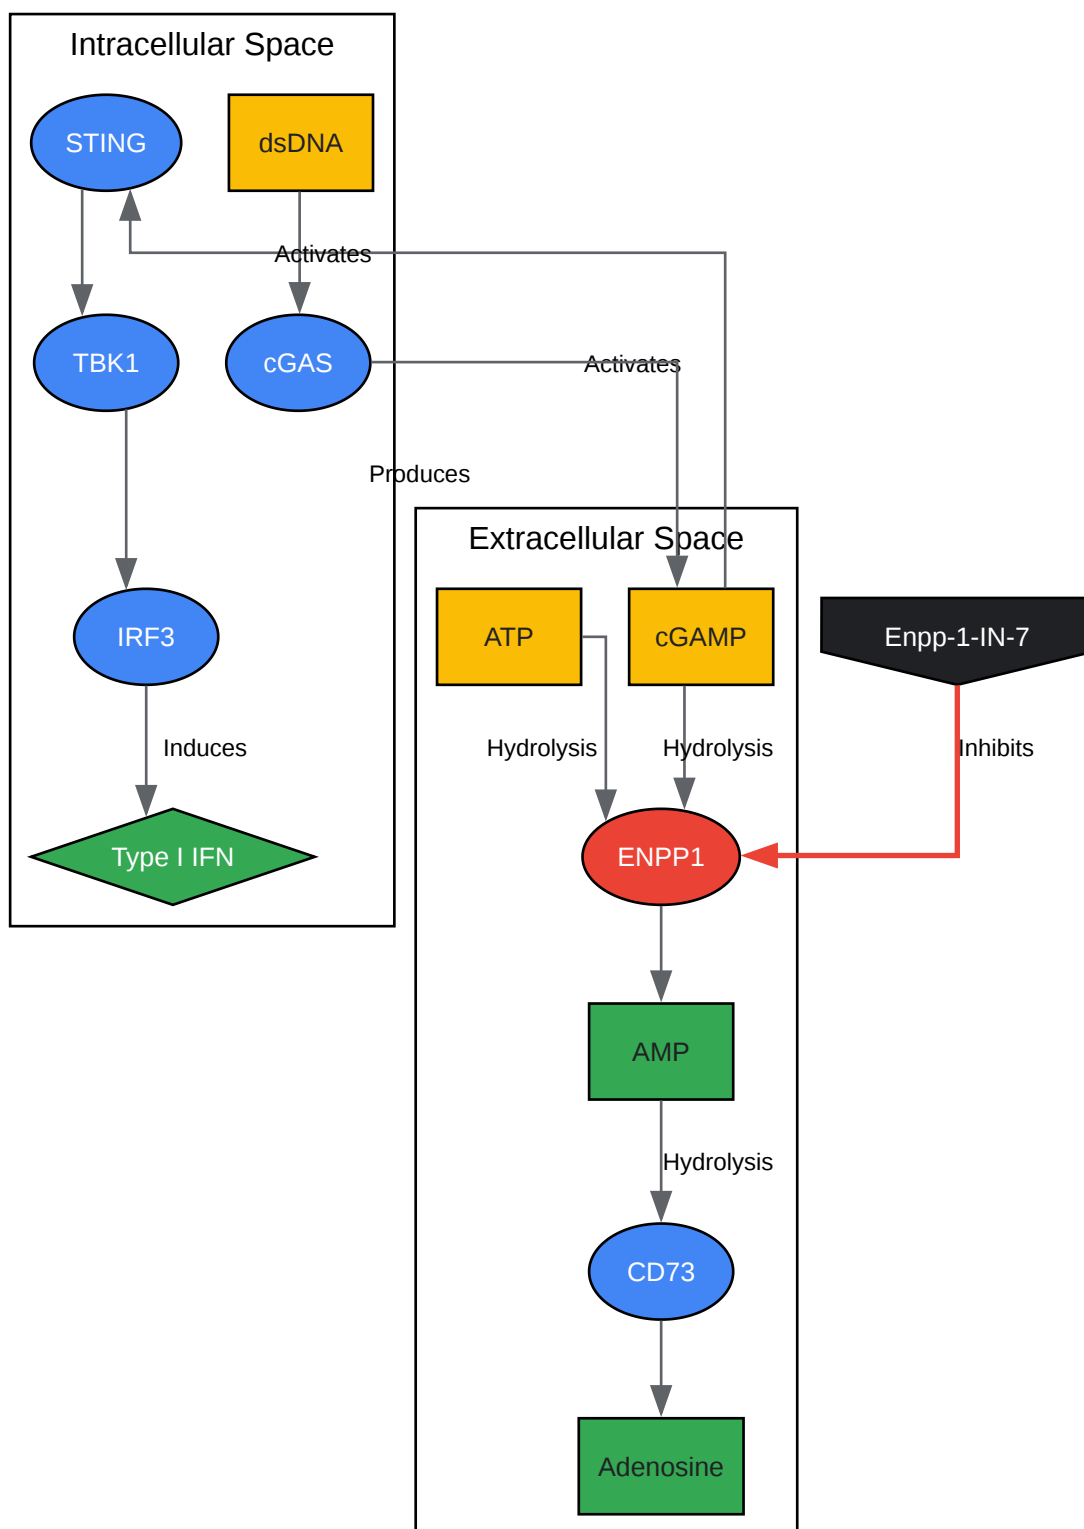 Intracellular Space
STING
dsDNA
Activates
TBK1
cGAS
Activates
Produces
Extracellular Space
ATP
cGAMP
IRF3
Enpp-1-IN-7
Induces
Hydrolysis
Hydrolysis
Inhibits
Type I IFN
ENPP1
AMP
Hydrolysis
CD73
Adenosine